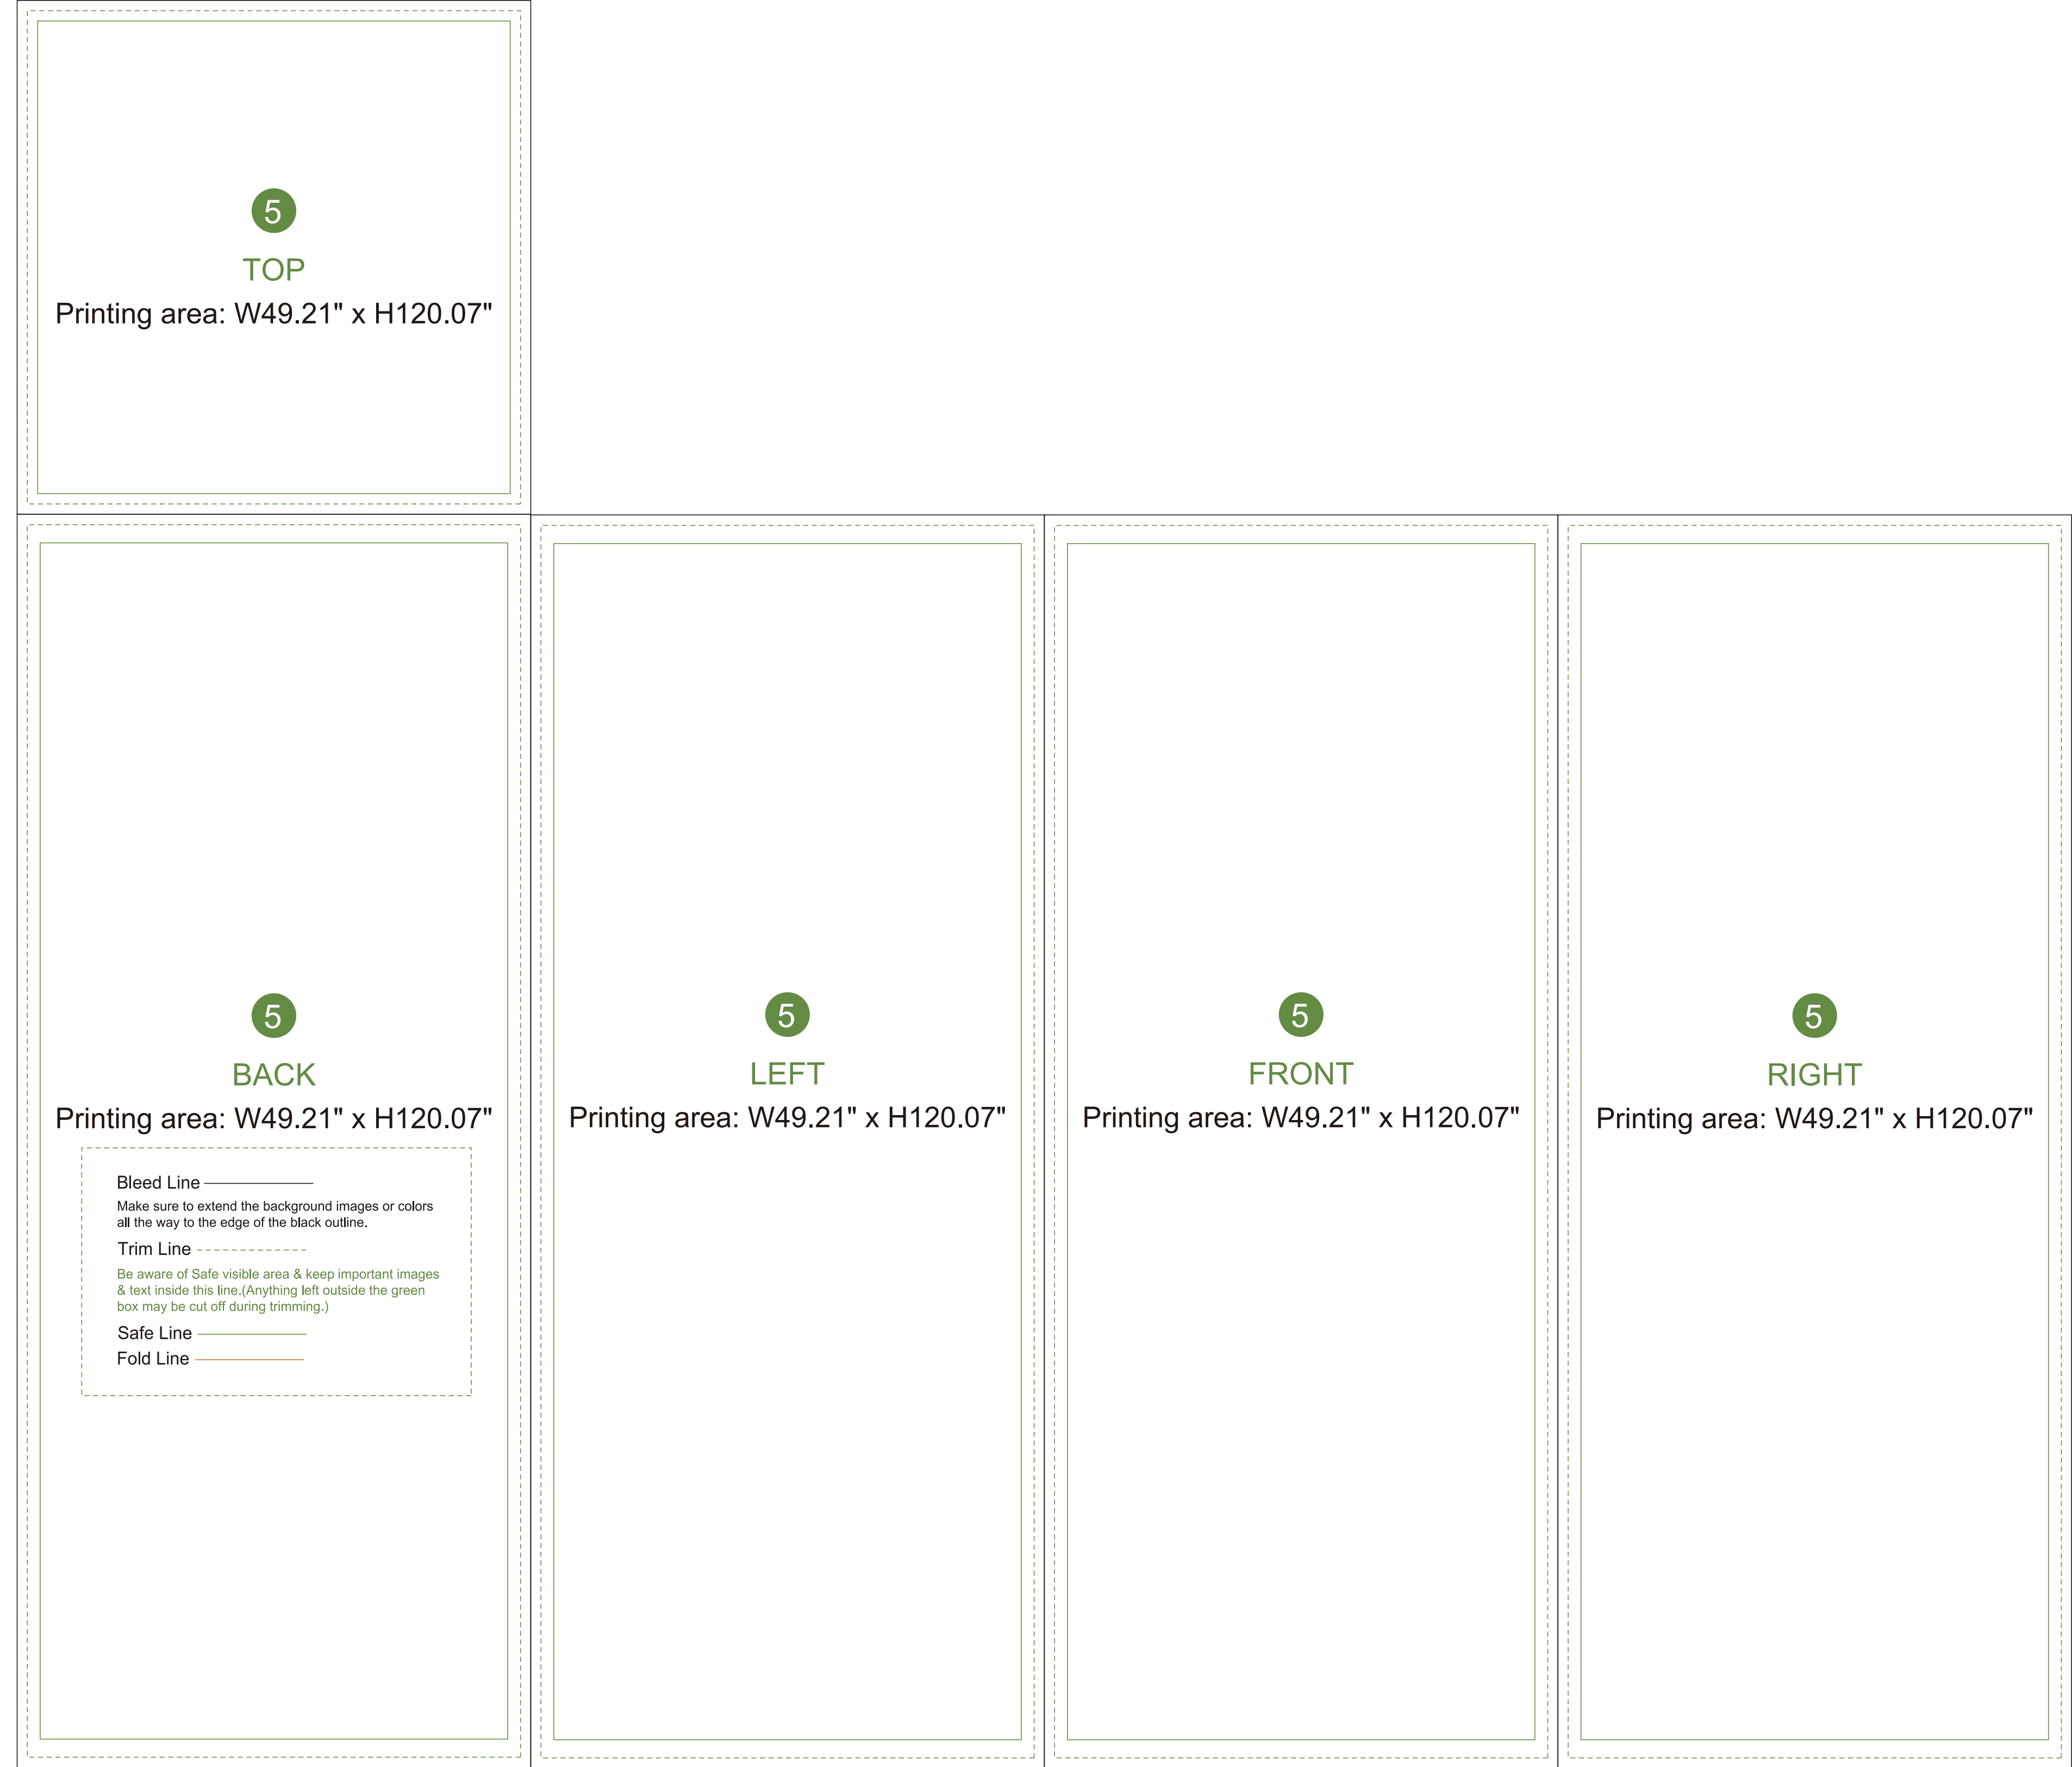 5
TOP
Printing area: W49.21" x H120.07"
5
BACK
Printing area: W49.21" x H120.07"
Bleed Line
Make sure to extend the background images or colors
all the way to the edge of the black outline.
Trim Line
Be aware of Safe visible area & keep important images
& text inside this line.(Anything left outside the green
box may be cut off during trimming.)
Safe Line
Fold Line
5
LEFT
Printing area: W49.21" x H120.07"
5
FRONT
Printing area: W49.21" x H120.07"
5
RIGHT
Printing area: W49.21" x H120.07"